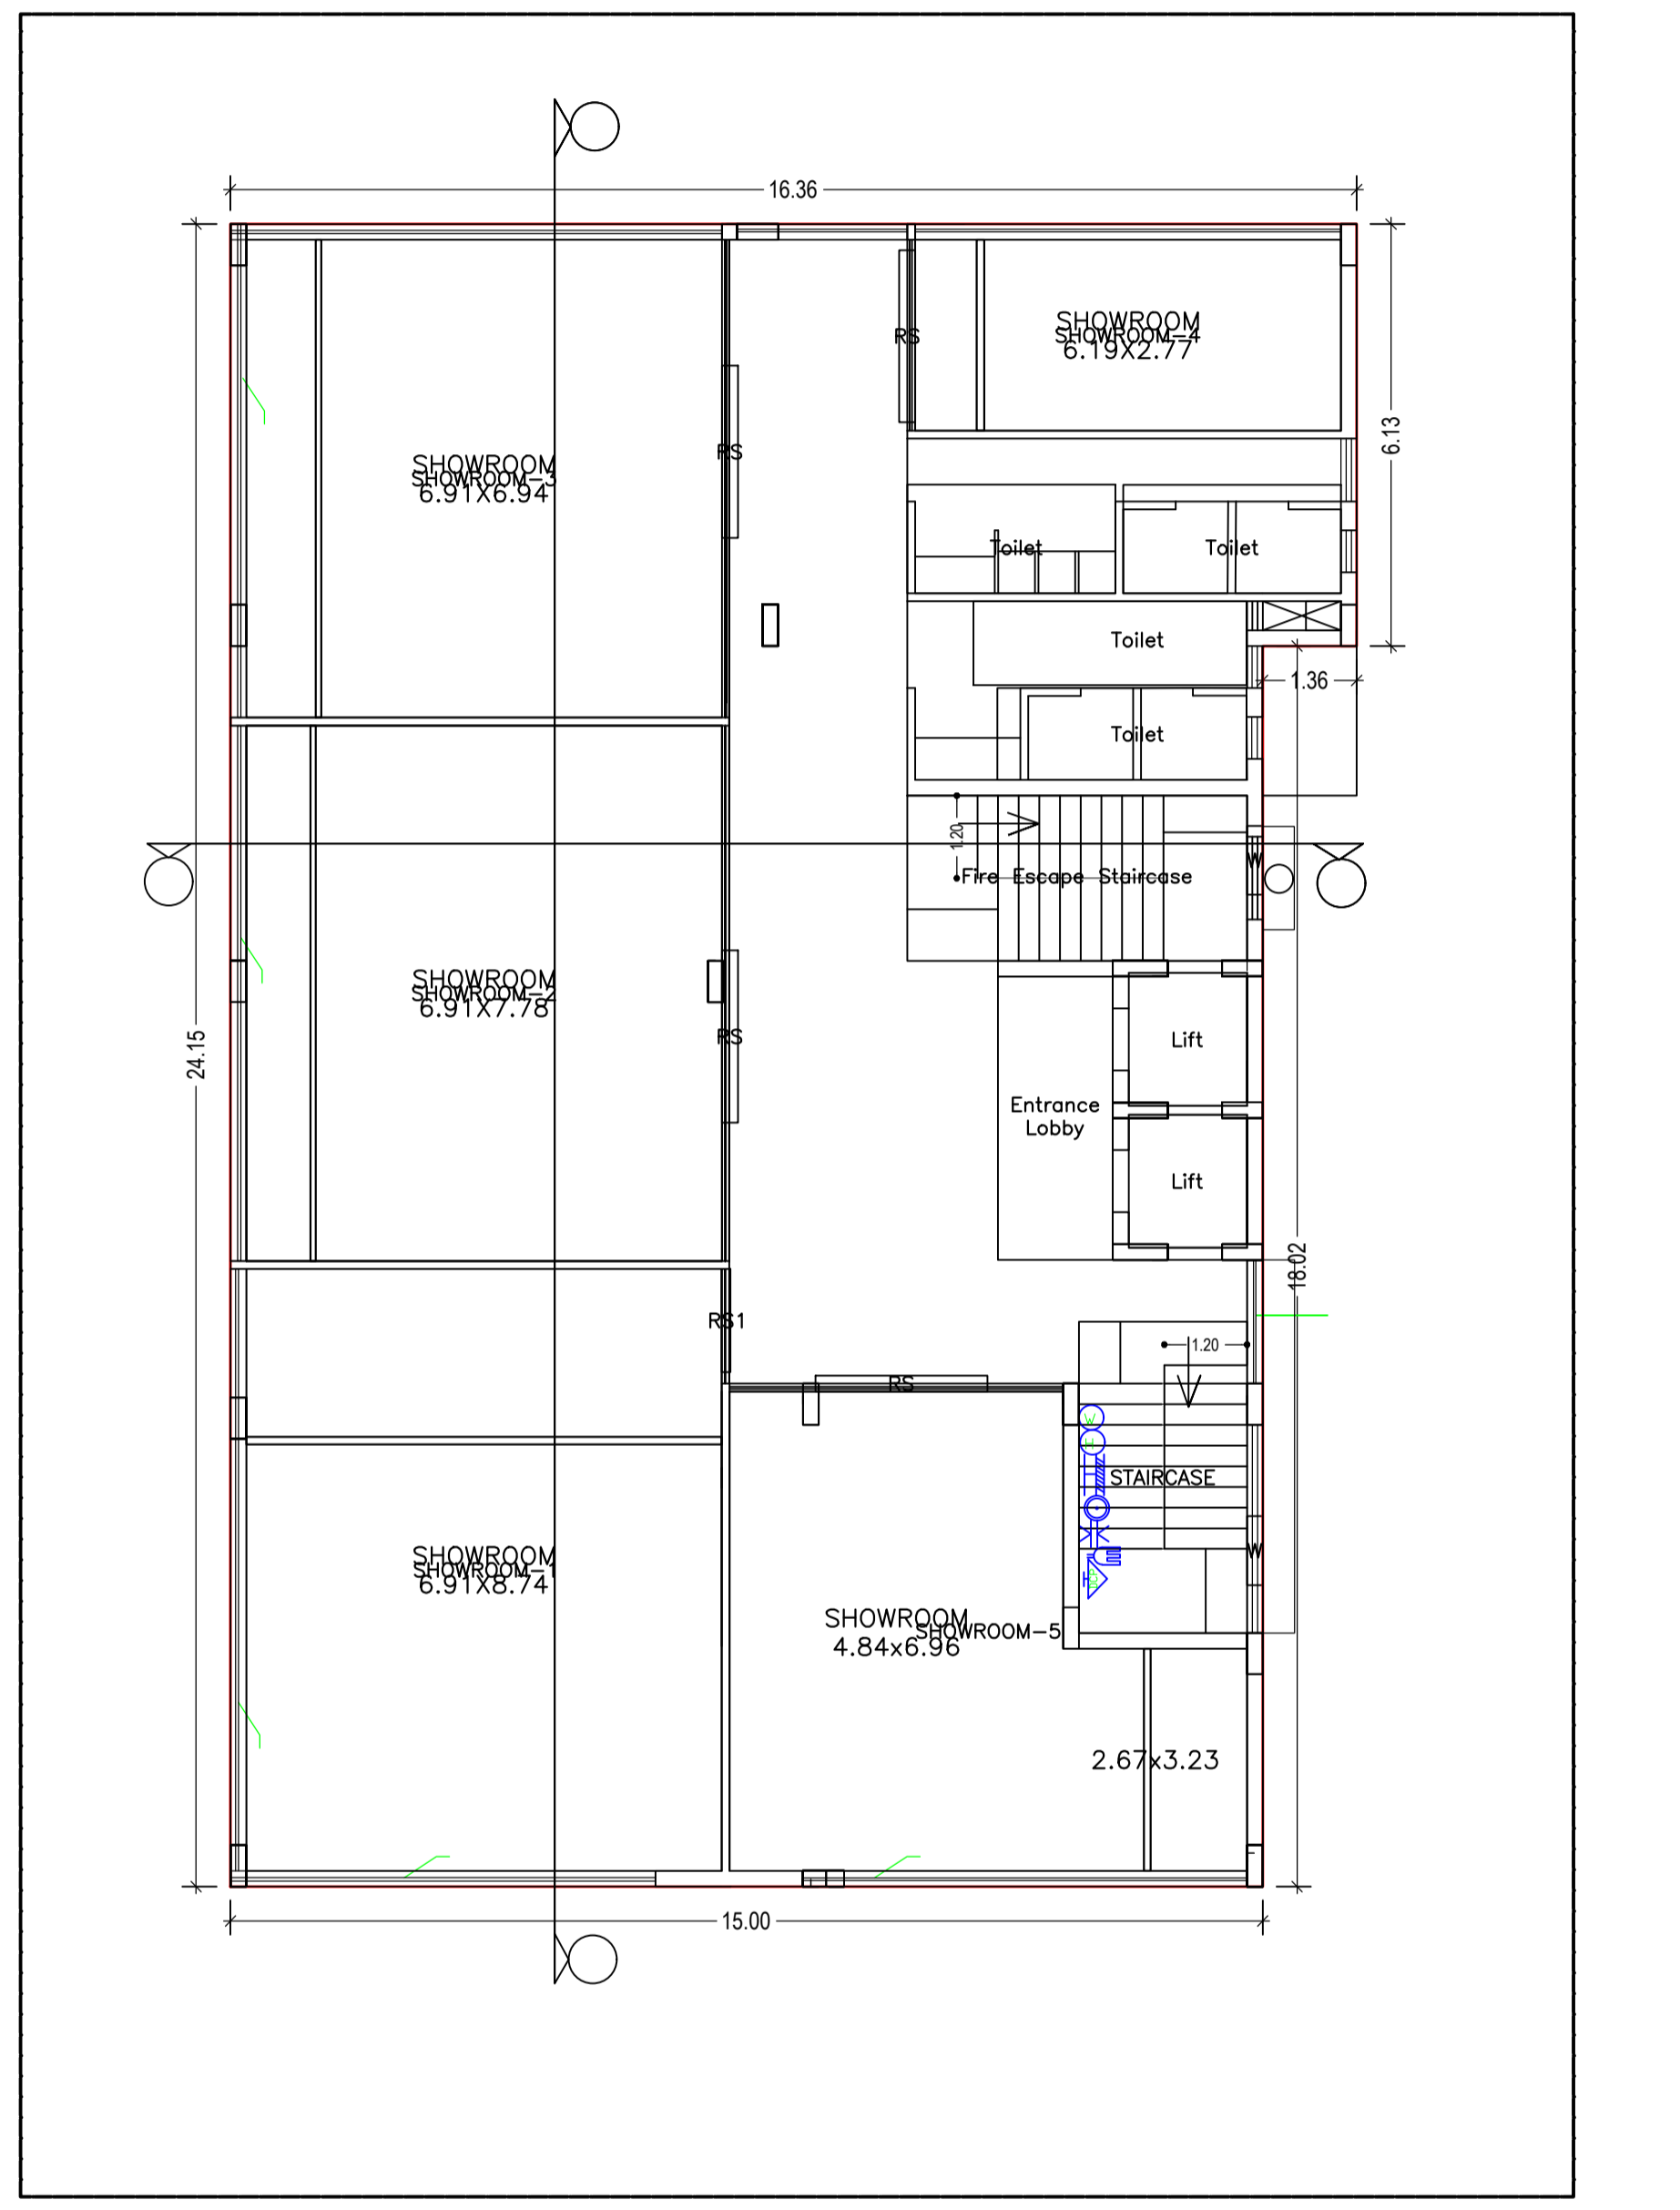 16.36
SHOWROOM
SHOWROOM-4
6.19X2.77
RS
6.13
RS
SHOWROOM
SHOWROOM-3
6.91X6.94
Toilet
Toilet
Toilet
1.36
Toilet
1.20
Fire Escape Staircase
W
SHOWROOM
SHOWROOM-2
6.91X7.78
RS
24.15
Lift
Entrance
Lobby
Lift
18.02
RS1
1.20
RS
W
H
STAIRCASE
W
DCP
SHOWROOM
SHOWROOM-1
6.91X8.74
SHOWROOM
SHOWROOM-5
4.84x6.96
2.67x3.23
15.00